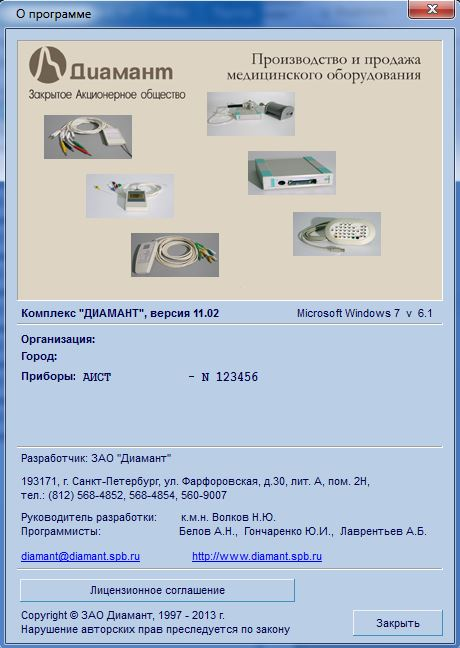 О программе
Диамант
Закрытое Акционерное общество
Производство и продажа
медицинского оборудования
Комплекс "ДИАМАНТ", версия 11.02 Microsoft Windows 7 v 6.1
Организация:
Город:
Приборы: АИСТ - N 123456
Разработчик: ЗАО "Диамант"
193171, г. Санкт-Петербург, ул. Фарфоровская, д.30, лит. А, пом. 2Н,
тел.: (812) 568-4852, 568-4854, 560-9007
Руководитель разработки: к.м.н. Волков Н.Ю.
Программисты: Белов А.Н., Гончаренко Ю.И., Лаврентьев А.Б.
diamant@diamant.spb.ru http://www.diamant.spb.ru
Лицензионное соглашение
Copyright © ЗАО Диамант, 1997 - 2013 г.
Нарушение авторских прав преследуется по закону
Закрыть